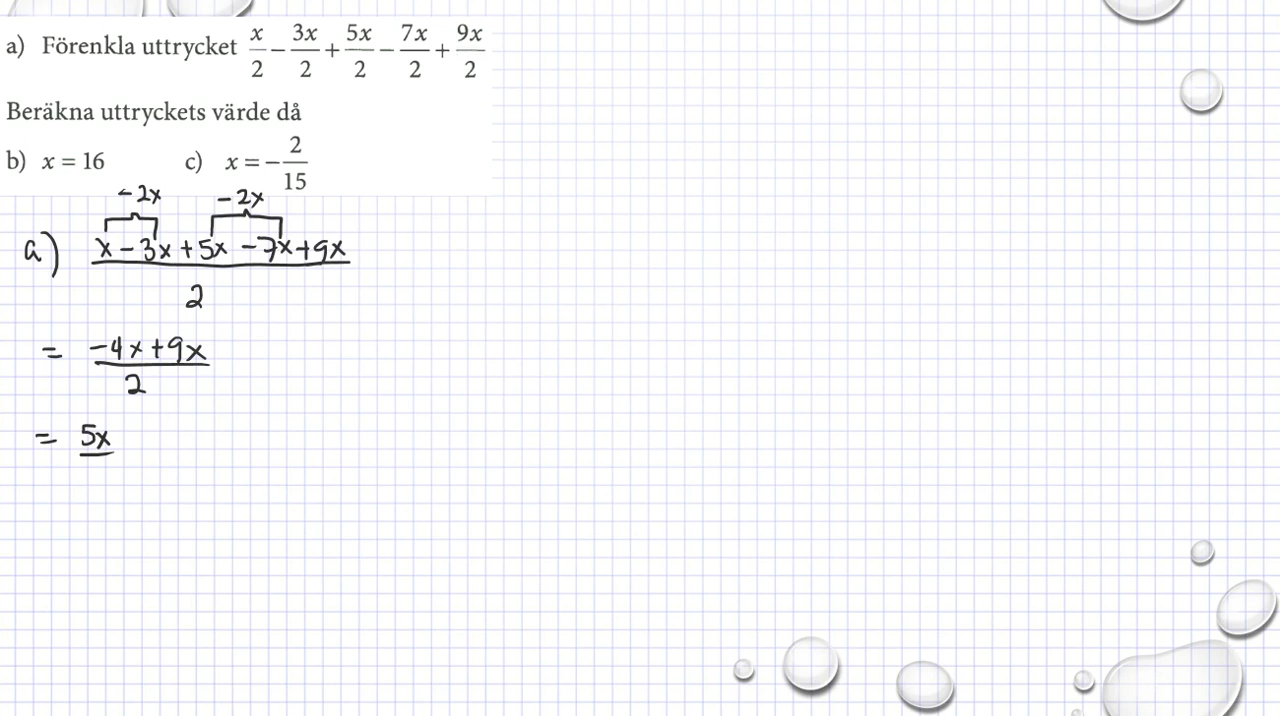 a) Förenkla uttrycket x/2 − 3x/2 + 5x/2 − 7x/2 + 9x/2
Beräkna uttryckets värde då
b) x = 16 c) x = −2/15
-2x -2x
a) x - 3x + 5x - 7x + 9x
2
= -4x + 9x
2
= 5x